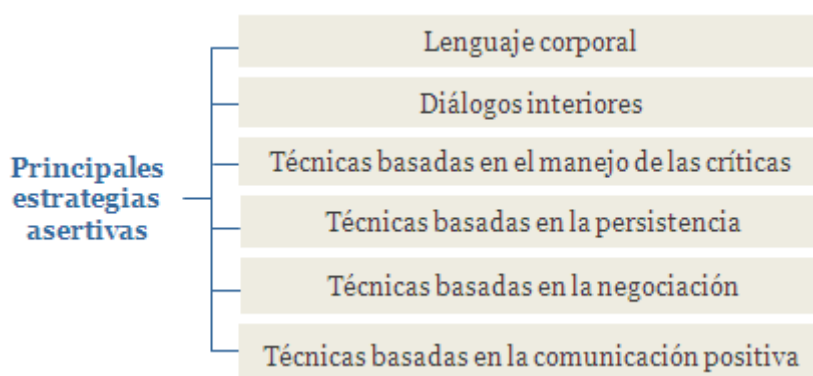 Principales
estrategias
asertivas
Lenguaje corporal
Diálogos interiores
Técnicas basadas en el manejo de las críticas
Técnicas basadas en la persistencia
Técnicas basadas en la negociación
Técnicas basadas en la comunicación positiva